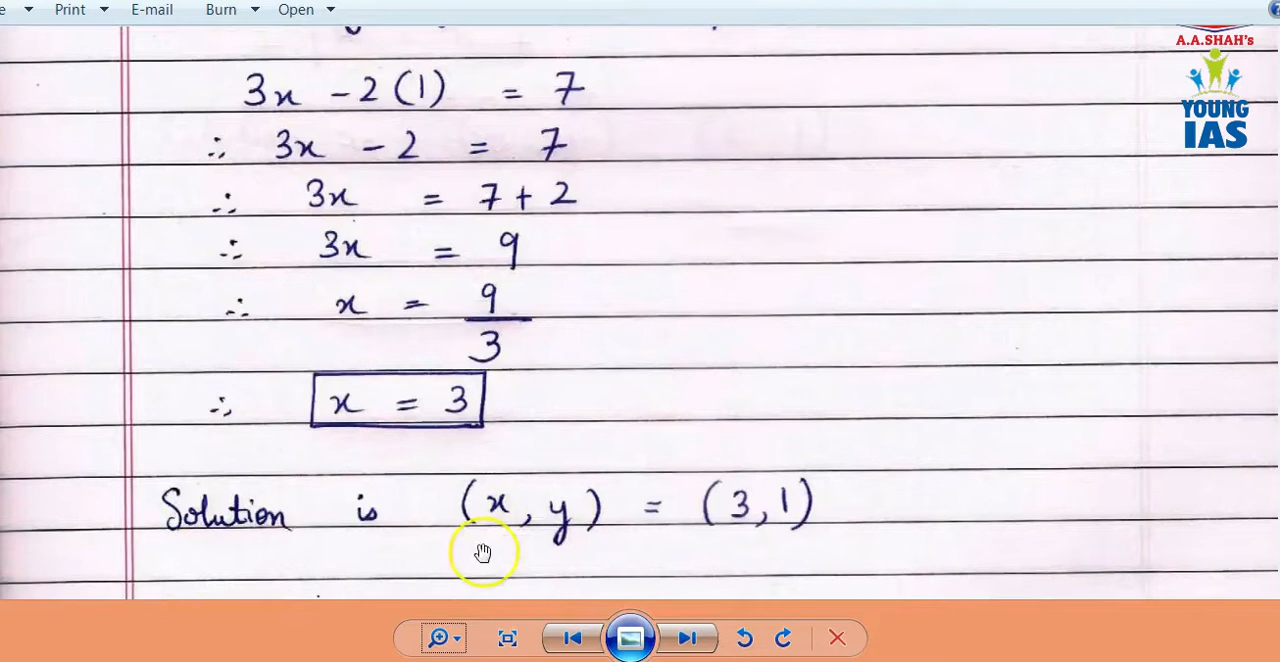 e Print E-mail Burn Open
A.A.SHAH's
YOUNG
IAS
3x - 2 (1) = 7
∴ 3x - 2 = 7
∴ 3x = 7 + 2
∴ 3x = 9
∴ x = 9
3
∴ x = 3
Solution is (x, y) = (3, 1)